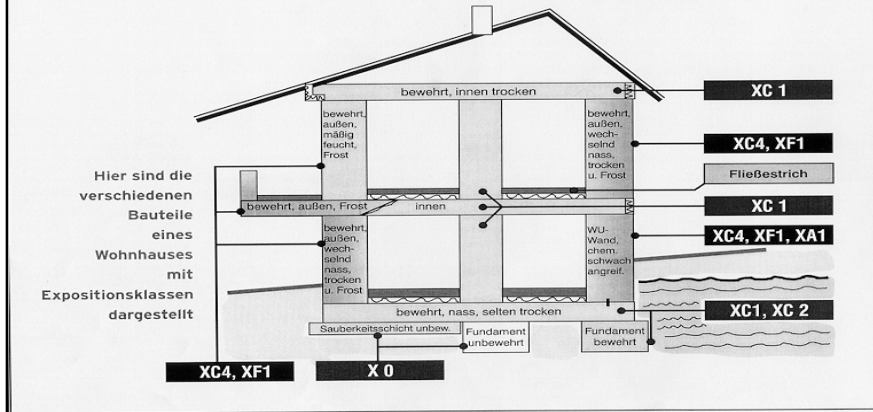 bewehrt, innen trocken
XC 1
bewehrt,
außen,
mäßig
feucht,
Frost
bewehrt,
außen,
wech-
selnd
nass,
trocken
u. Frost
XC4, XF1
Fließestrich
Hier sind die
verschiedenen
Bauteile
eines
Wohnhauses
mit
Expositionsklassen
dargestellt
bewehrt, außen, Frost
innen
XC 1
bewehrt,
außen,
wech-
selnd
nass,
trocken
u. Frost
WU-
Wand,
chem.
schwach
angreif.
XC4, XF1, XA1
bewehrt, nass, selten trocken
XC1, XC 2
Sauberkeitsschicht unbew.
Fundament
unbewehrt
Fundament
bewehrt
XC4, XF1
X 0